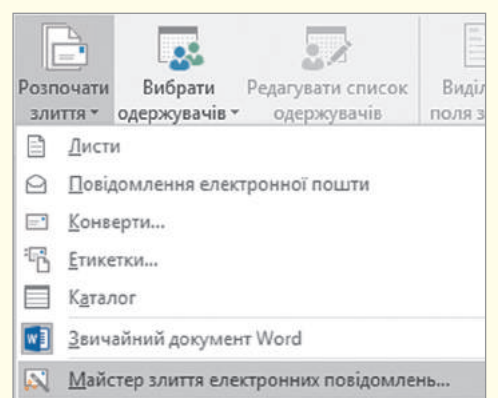 Розпочати Вибрати Редагувати список
злиття одержувачів одержувачів поля з
Листи
Повідомлення електронної пошти
Конверти...
Етикетки...
Каталог
Звичайний документ Word
Майстер злиття електронних повідомлень...